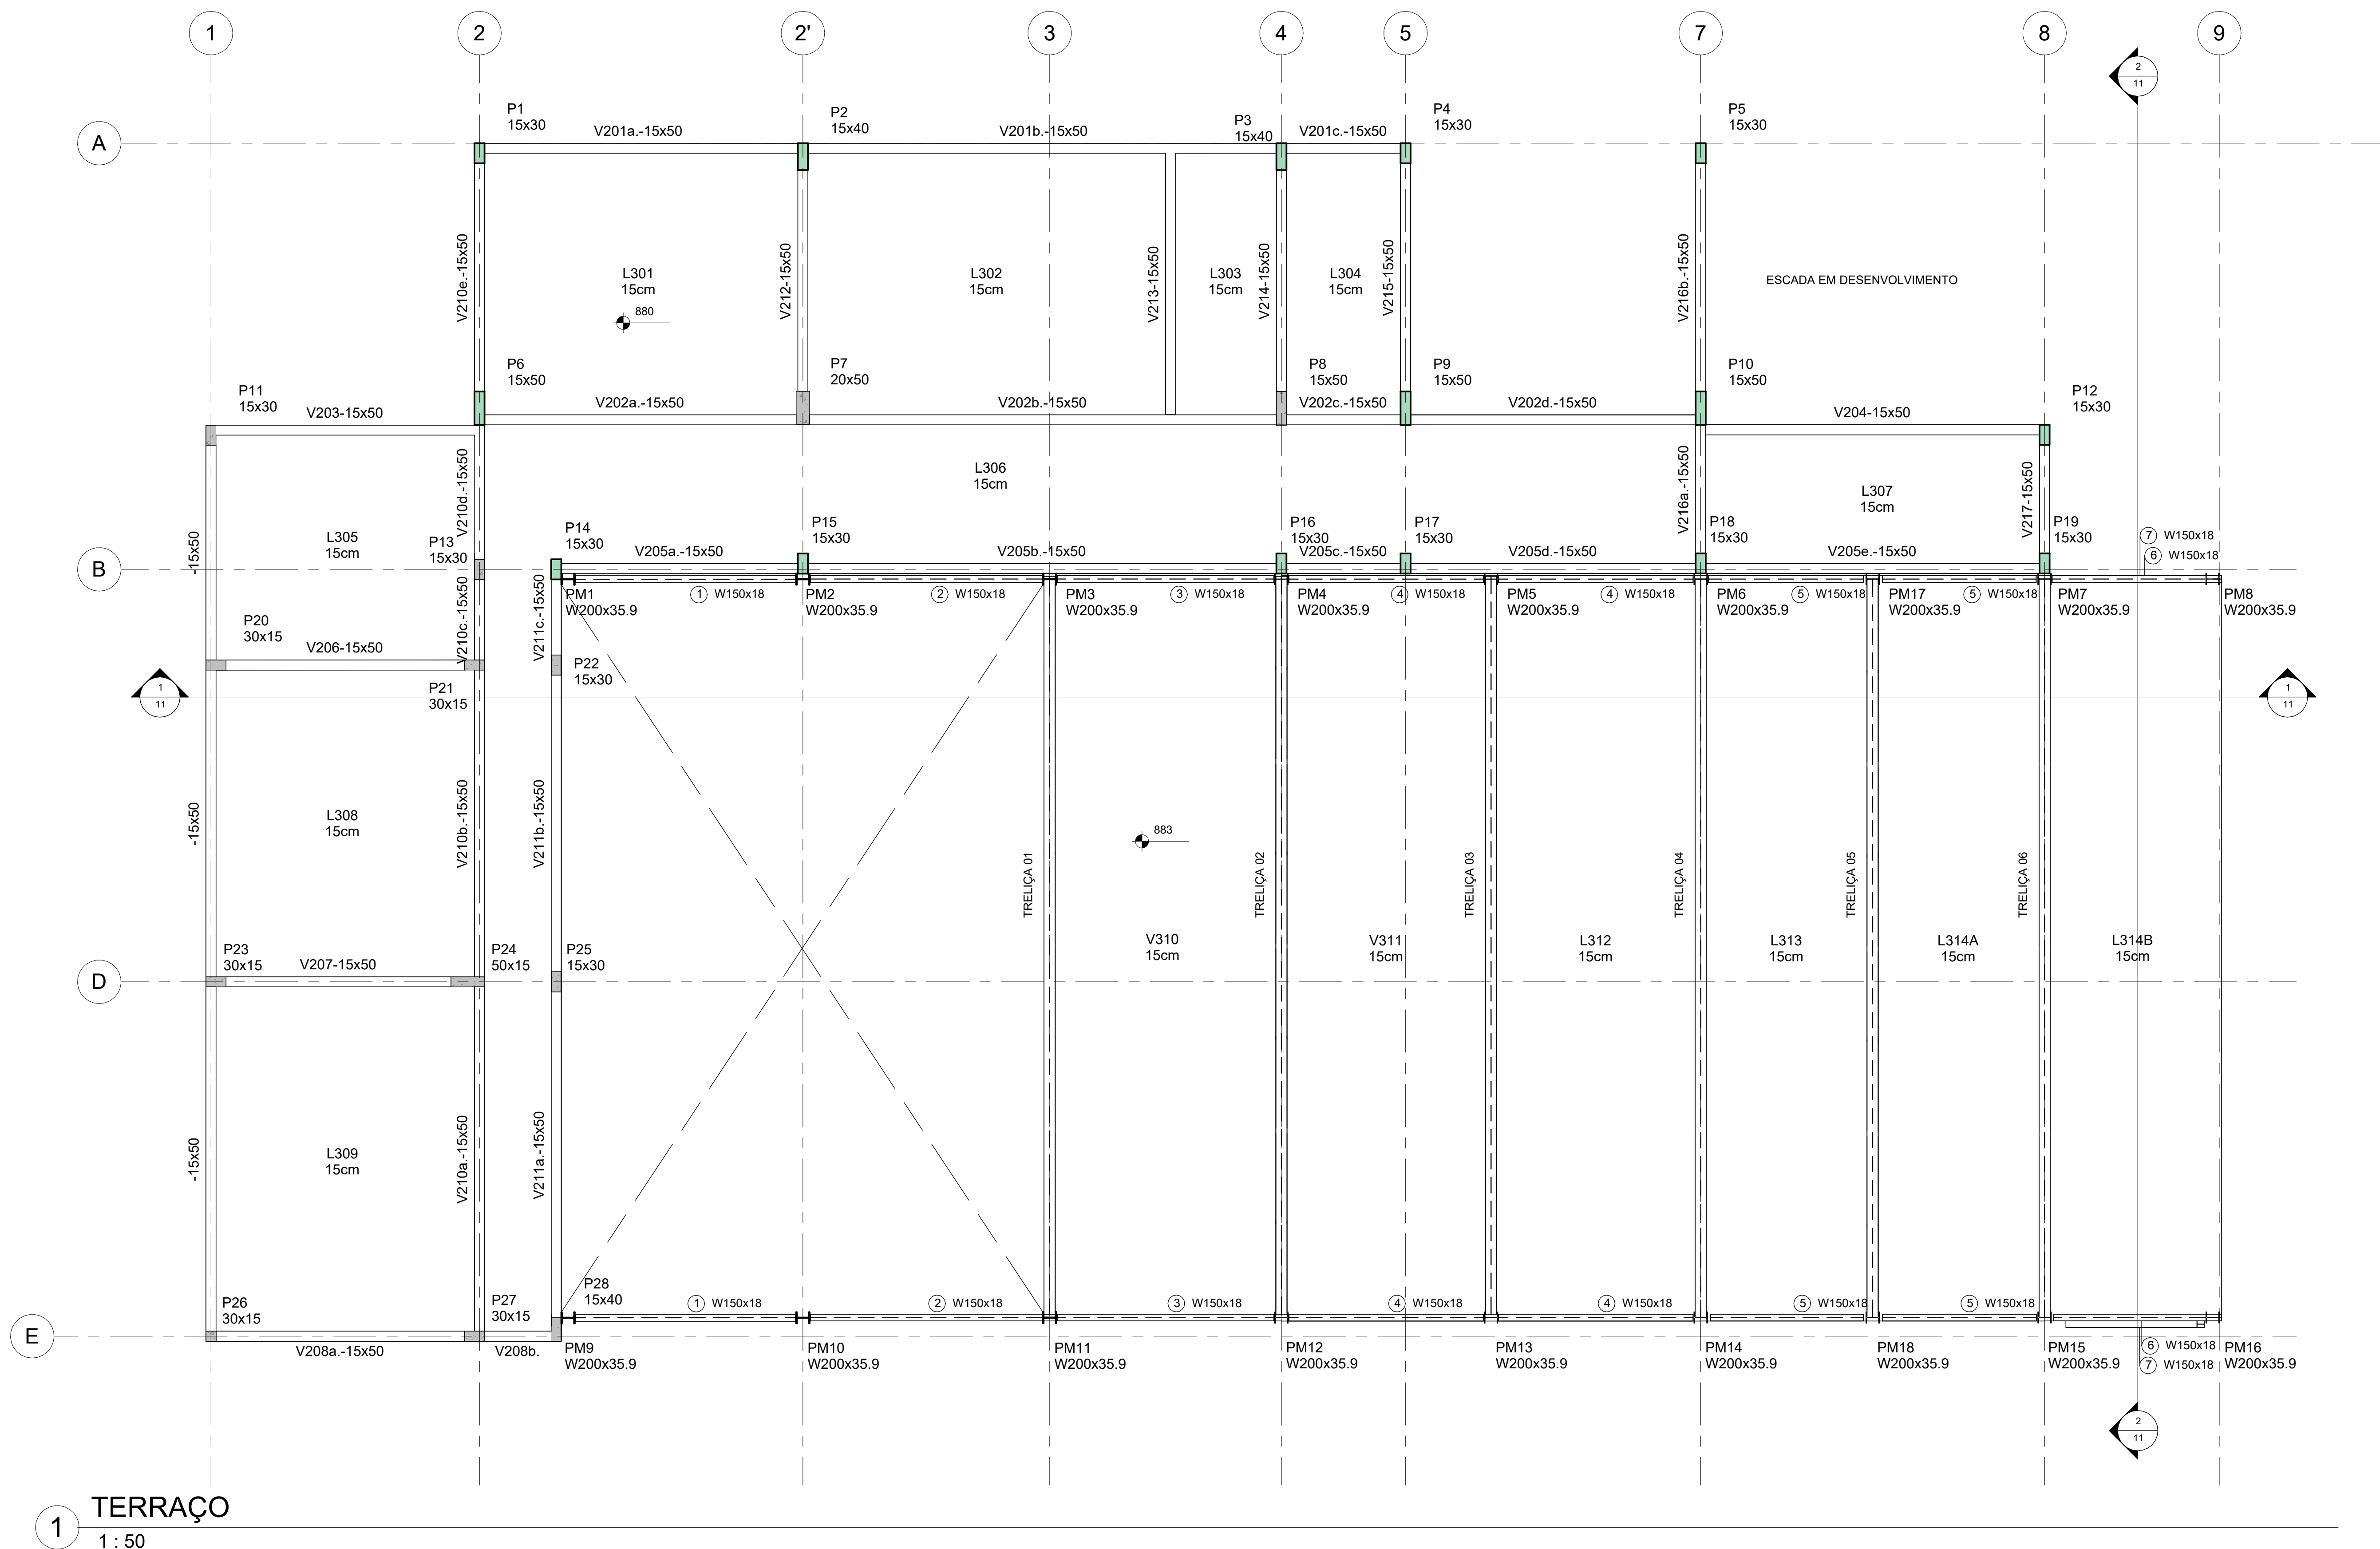 1
2
2'
3
4
5
7
8
9
2
11
A
P1
15x30
V201a.-15x50
P2
15x40
V201b.-15x50
P3
15x40
V201c.-15x50
P4
15x30
P5
15x30
V210e.-15x50
L301
15cm
880
V212-15x50
L302
15cm
V213-15x50
L303
15cm
V214-15x50
L304
15cm
V215-15x50
V216b.-15x50
ESCADA EM DESENVOLVIMENTO
P11
15x30
V203-15x50
P6
15x50
V202a.-15x50
P7
20x50
V202b.-15x50
P8
15x50
V202c.-15x50
P9
15x50
V202d.-15x50
P10
15x50
V204-15x50
P12
15x30
V210d.-15x50
L306
15cm
V216a.-15x50
L307
15cm
V217-15x50
-15x50
L305
15cm
P13
15x30
P14
15x30
V205a.-15x50
P15
15x30
V205b.-15x50
P16
15x30
V205c.-15x50
P17
15x30
V205d.-15x50
P18
15x30
V205e.-15x50
P19
15x30
7 W150x18
6 W150x18
B
V210c.-15x50
V211c.-15x50
PM1
W200x35.9
1 W150x18
PM2
W200x35.9
2 W150x18
PM3
W200x35.9
3 W150x18
PM4
W200x35.9
4 W150x18
PM5
W200x35.9
4 W150x18
PM6
W200x35.9
5 W150x18
PM17
W200x35.9
5 W150x18
PM7
W200x35.9
PM8
W200x35.9
P20
30x15
V206-15x50
P21
30x15
P22
15x30
1
11
1
11
-15x50
L308
15cm
V210b.-15x50
V211b.-15x50
883
TRELIÇA 01
TRELIÇA 02
TRELIÇA 03
TRELIÇA 04
TRELIÇA 05
TRELIÇA 06
V310
15cm
V311
15cm
L312
15cm
L313
15cm
L314A
15cm
L314B
15cm
D
P23
30x15
V207-15x50
P24
50x15
P25
15x30
-15x50
L309
15cm
V210a.-15x50
V211a.-15x50
P26
30x15
P27
30x15
P28
15x40
1 W150x18
2 W150x18
3 W150x18
4 W150x18
4 W150x18
5 W150x18
5 W150x18
E
V208a.-15x50
V208b.
PM9
W200x35.9
PM10
W200x35.9
PM11
W200x35.9
PM12
W200x35.9
PM13
W200x35.9
PM14
W200x35.9
PM18
W200x35.9
PM15
W200x35.9
6 W150x18
7 W150x18
PM16
W200x35.9
2
11
1
TERRAÇO
1 : 50